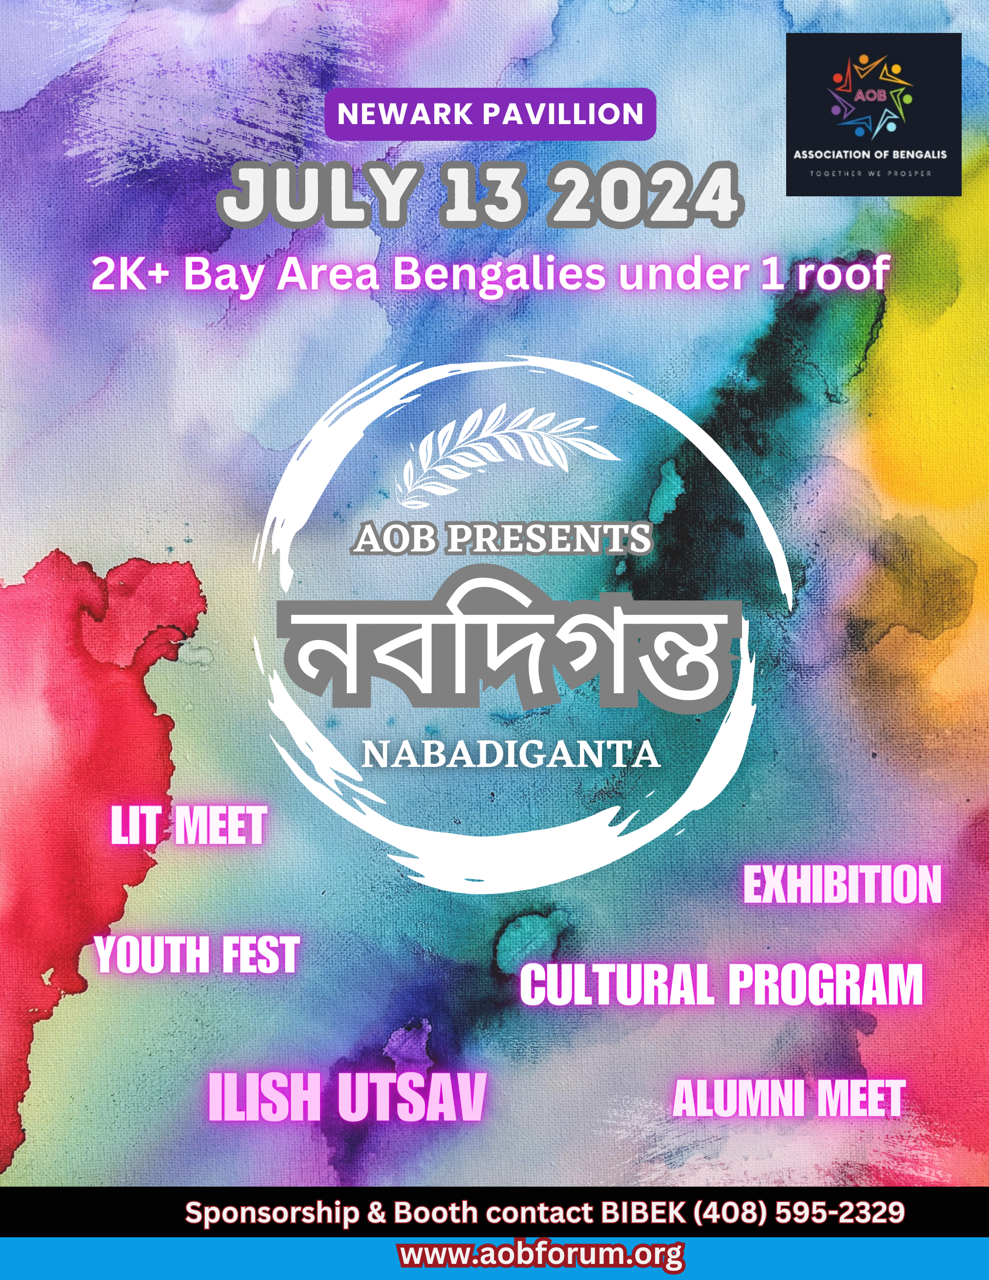 NEWARK PAVILLION
JULY 13 2024
AOB
ASSOCIATION OF BENGALIS
TOGETHER WE PROSPER
2K+ Bay Area Bengalies under 1 roof
AOB PRESENTS
নবদিগন্ত
NABADIGANTA
LIT MEET
EXHIBITION
YOUTH FEST
CULTURAL PROGRAM
ILISH UTSAV
ALUMNI MEET
Sponsorship & Booth contact BIBEK (408) 595-2329
www.aobforum.org